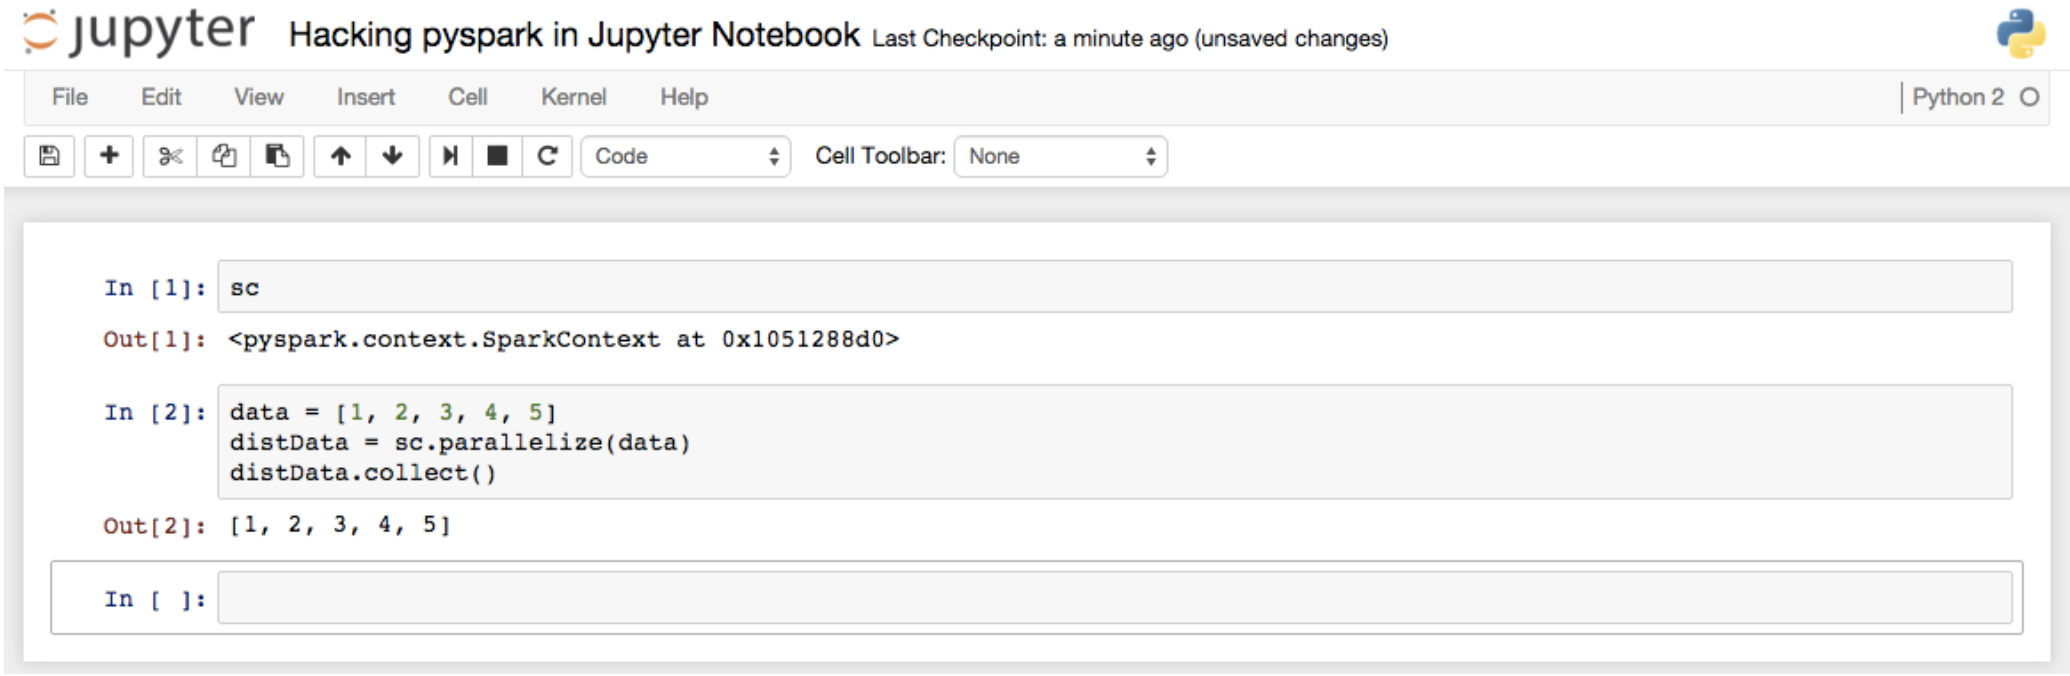 jupyter Hacking pyspark in Jupyter Notebook Last Checkpoint: a minute ago (unsaved changes)
File Edit View Insert Cell Kernel Help Python 2
Code Cell Toolbar: None
In [1]: sc
Out[1]: <pyspark.context.SparkContext at 0x1051288d0>
In [2]: data = [1, 2, 3, 4, 5]
distData = sc.parallelize(data)
distData.collect()
Out[2]: [1, 2, 3, 4, 5]
In [ ]: